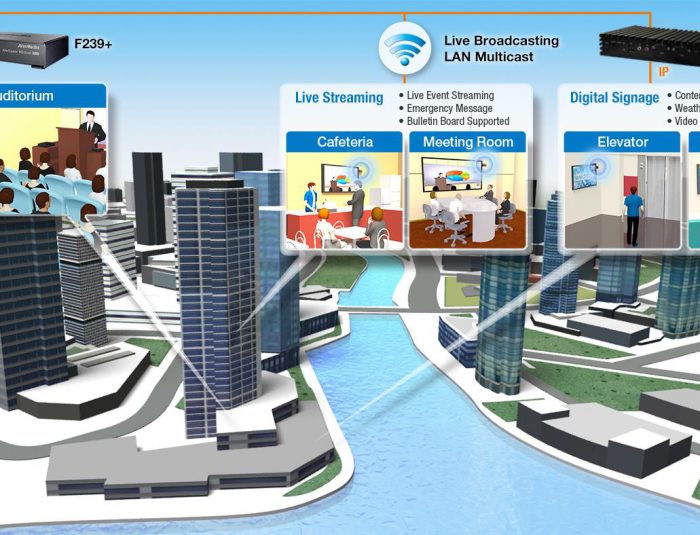 F239+
Live Broadcasting
LAN Multicast
IP
uditorium
Live Streaming
• Live Event Streaming
• Emergency Message
• Bulletin Board Supported
Cafeteria
Meeting Room
Digital Signage
• Conten
• Weath
• Video
Elevator